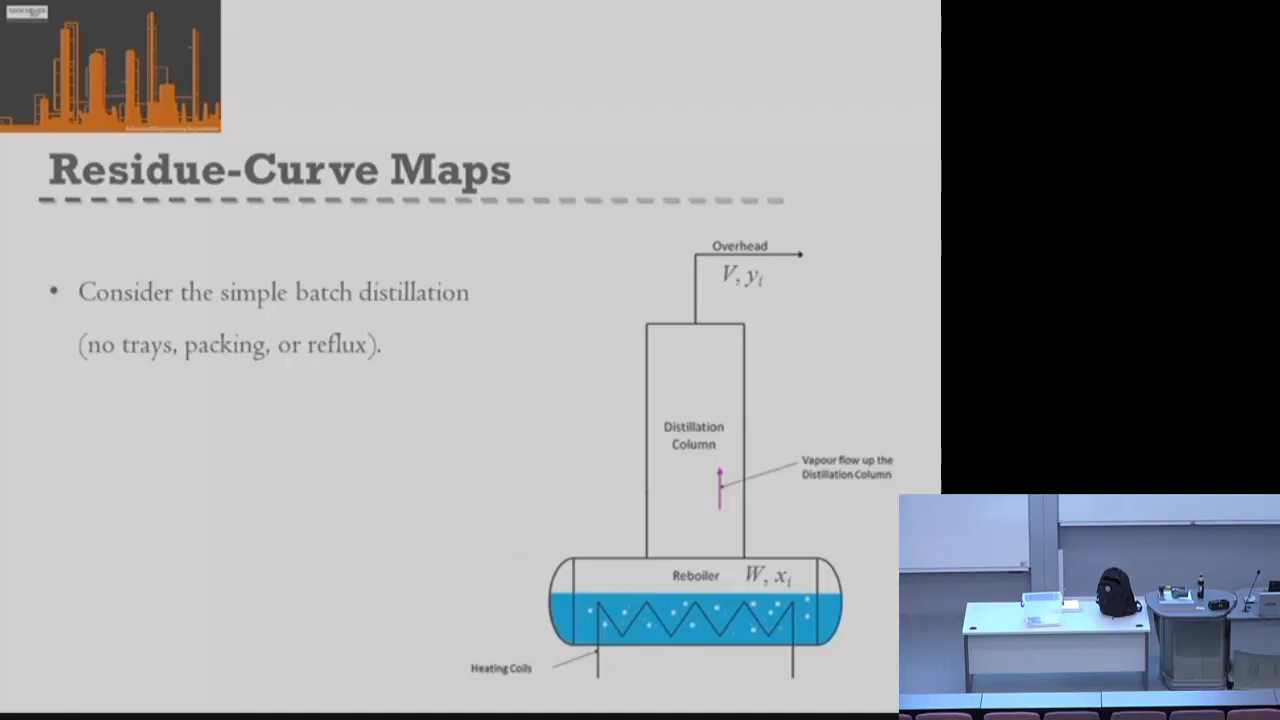 Residue-Curve Maps
• Consider the simple batch distillation
(no trays, packing, or reflux).
Overhead
V, yᵢ
Distillation
Column
Vapour flow up the
Distillation Column
Reboiler W, xᵢ
Heating Coils